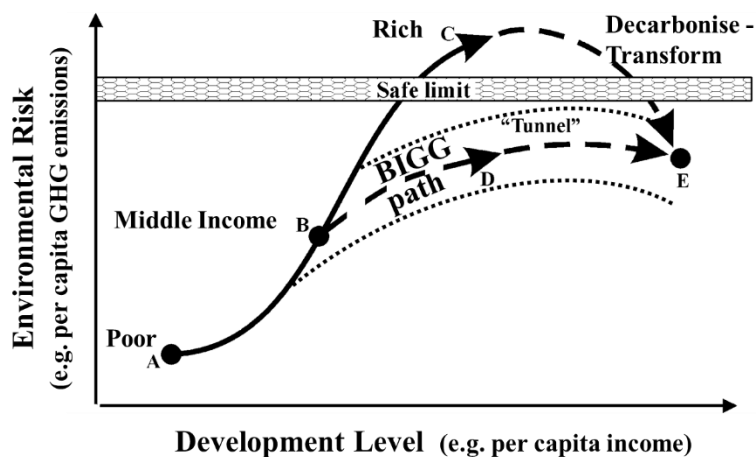 Environmental Risk
(e.g. per capita GHG emissions)
Rich
C
Decarbonise -
Transform
Safe limit
"Tunnel"
BIGG
path
D
E
Middle Income
B
Poor
A
Development Level (e.g. per capita income)